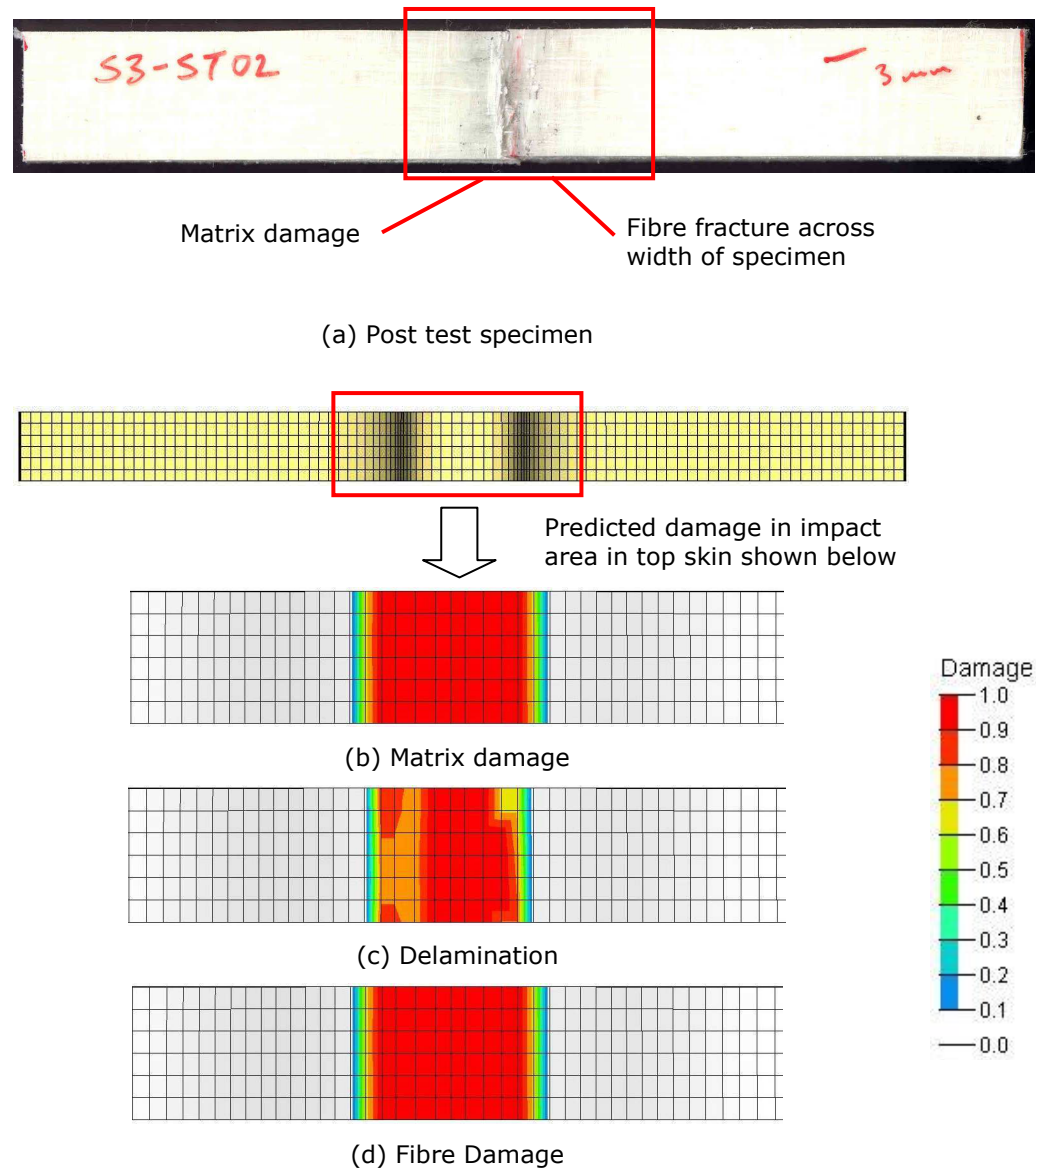 S3-ST02
3 mm
Matrix damage
Fibre fracture across
width of specimen
(a) Post test specimen
Predicted damage in impact
area in top skin shown below
(b) Matrix damage
(c) Delamination
(d) Fibre Damage
Damage
1.0
0.9
0.8
0.7
0.6
0.5
0.4
0.3
0.2
0.1
0.0